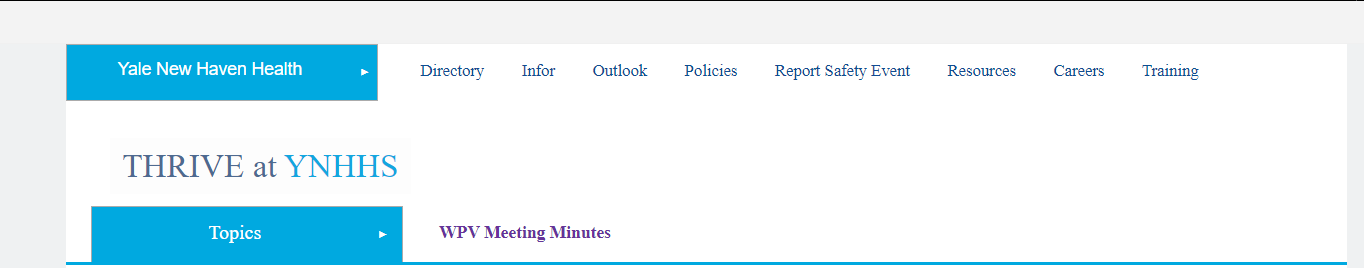 Yale New Haven Health ► Directory Infor Outlook Policies Report Safety Event Resources Careers Training
THRIVE at YNHHS
Topics ► WPV Meeting Minutes